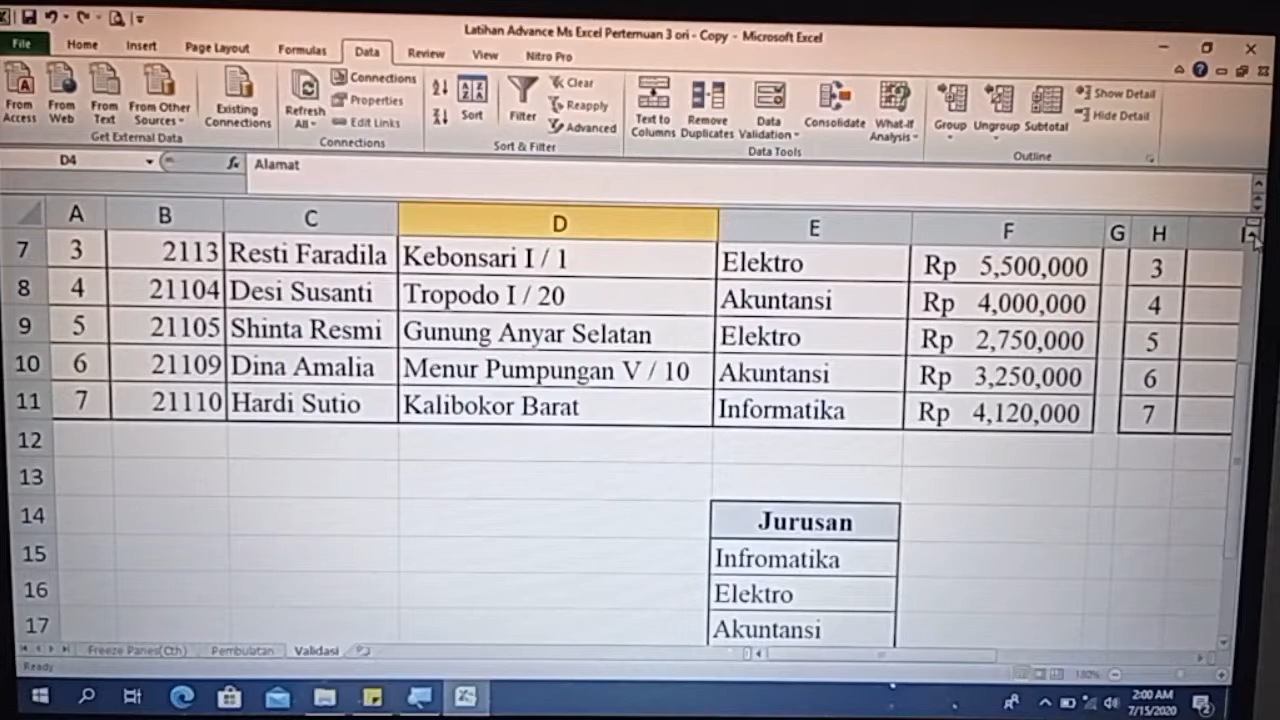 Latihan Advance Ms Excel Pertemuan 3 ori - Copy - Microsoft Excel
File Home Insert Page Layout Formulas Data Review View Nitro Pro
From Access From Web From Text From Other Sources Existing Connections Refresh All Connections Properties Edit Links Sort Filter Clear Reapply Advanced Text to Columns Remove Duplicates Data Validation Consolidate What-If Analysis Group Ungroup Subtotal Show Detail Hide Detail
Get External Data Connections Sort & Filter Data Tools Outline
D4 fx Alamat
A B C D E F G H I
7 3 2113 Resti Faradila Kebonsari I / 1 Elektro Rp 5,500,000 3
8 4 21104 Desi Susanti Tropodo I / 20 Akuntansi Rp 4,000,000 4
9 5 21105 Shinta Resmi Gunung Anyar Selatan Elektro Rp 2,750,000 5
10 6 21109 Dina Amalia Menur Pumpungan V / 10 Akuntansi Rp 3,250,000 6
11 7 21110 Hardi Sutio Kalibokor Barat Informatika Rp 4,120,000 7
12
13
14 Jurusan
15 Infromatika
16 Elektro
17 Akuntansi
Freeze Panes(Cth) Pembulatan Validasi
Ready 180%
2:00 AM
7/15/2020
2